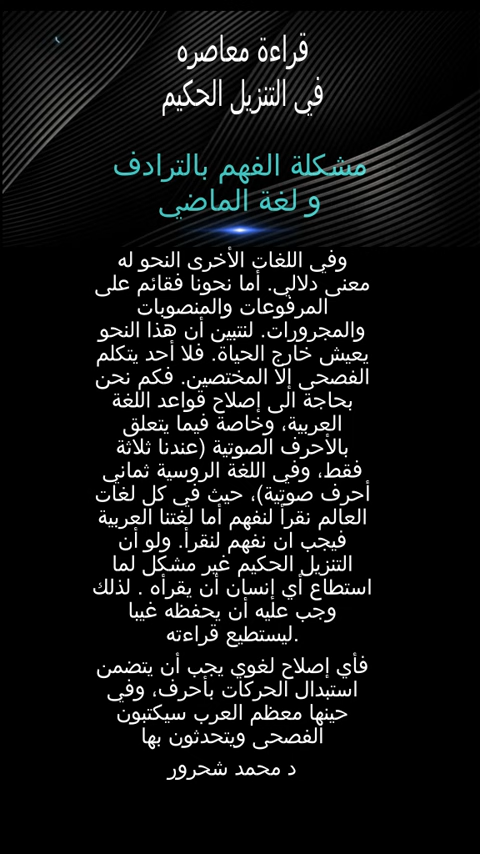 قراءة معاصره
في التنزيل الحكيم
مشكلة الفهم بالترادف
و لغة الماضي
وفي اللغات الأخرى النحو له
معنى دلالي. أما نحونا فقائم على
المرفوعات والمنصوبات
والمجرورات. لنتبين أن هذا النحو
يعيش خارج الحياة. فلا أحد يتكلم
الفصحى إلا المختصين. فكم نحن
بحاجة الى إصلاح قواعد اللغة
العربية، وخاصة فيما يتعلق
بالأحرف الصوتية (عندنا ثلاثة
فقط، وفي اللغة الروسية ثماني
أحرف صوتية)، حيث في كل لغات
العالم نقرأ لنفهم أما لغتنا العربية
فيجب ان نفهم لنقرأ. ولو أن
التنزيل الحكيم غير مشكل لما
استطاع أي إنسان أن يقرأه . لذلك
وجب عليه أن يحفظه غيبا
ليستطيع قراءته.
فأي إصلاح لغوي يجب أن يتضمن
استبدال الحركات بأحرف، وفي
حينها معظم العرب سيكتبون
الفصحى ويتحدثون بها
د محمد شحرور